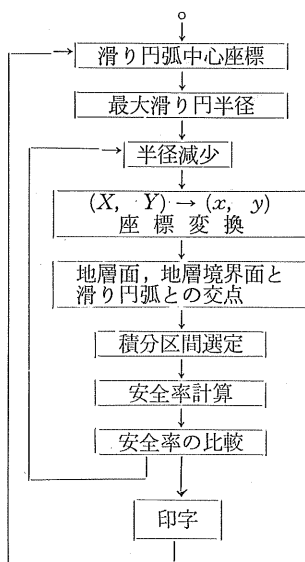 滑り円弧中心座標
最大滑り円半径
半径減少
(X, Y) → (x, y)
座標変換
地層面，地層境界面と
滑り円弧との交点
積分区間選定
安全率計算
安全率の比較
印字